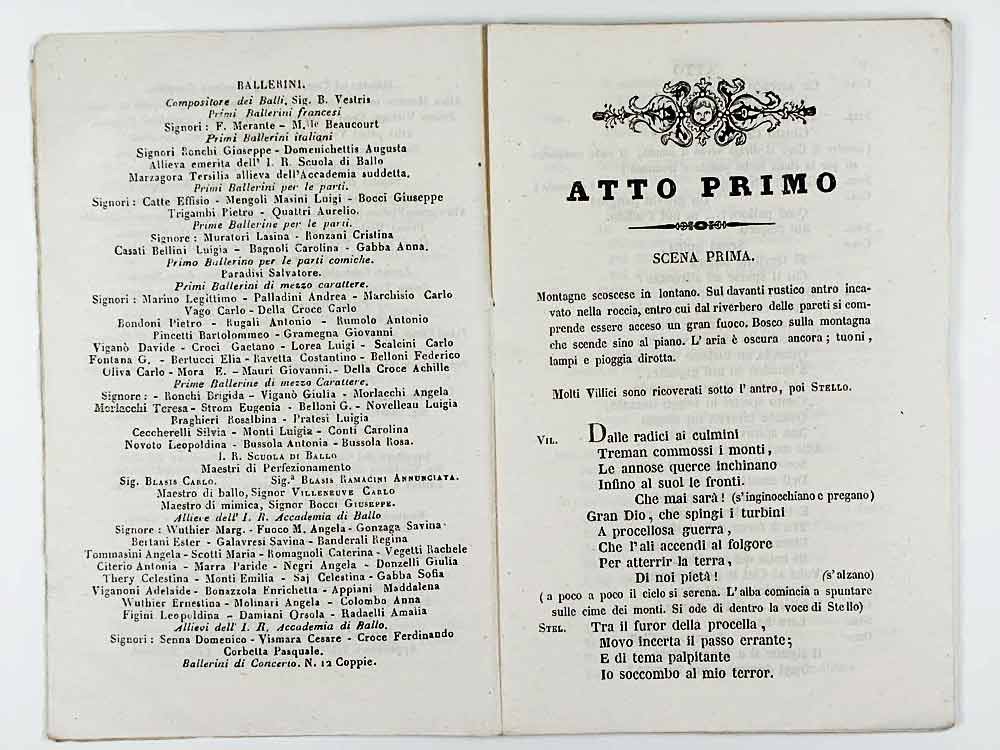 BALLERINI.
Compositore dei Balli, Sig. B. Vestris
Primi Ballerini francesi
Signori : F. Merante - M.lle Beaucourt
Primi Ballerini italiani
Signori Ronchi Gioseppe - Domenichettis Augusta
Allieva emerita dell' I. R. Scuola di Ballo
Marzagora Tersilia allieva dell'Accademia suddetta.
Primi Ballerini per le parti.
Signori : Catte Effisio - Mengoli Masini Luigi - Bocci Giuseppe
Trigambi Pietro - Quattri Aurelio.
Prime Ballerine per le parti.
Signore : Muratori Lasina - Ronzani Cristina
Casati Bellini Luigia - Bagnoli Carolina - Gabba Anna.
Primo Ballerino per le parti comiche.
Paradisi Salvatore.
Primi Ballerini di mezzo carattere.
Signori : Marino Legittimo - Palladini Andrea - Marchisio Carlo
Vago Carlo - Della Croce Carlo
Bondoni Pietro - Rugali Antonio - Rumolo Antonio
Pincetti Bartolommeo - Gramegna Giovanni
Viganò Davide - Croci Gaetano - Lorea Luigi - Scalcini Carlo
Fontana G. - Bertucci Elia - Ravetta Costantino - Belloni Federico
Oliva Carlo - Mora E. - Mauri Giovanni. - Della Croce Achille
Prime Ballerine di mezzo Carattere.
Signore : - Ronchi Brigida - Viganò Giulia - Morlacchi Angela
Morlacchi Teresa - Strom Eugenia - Belloni G. - Novelleau Luigia
Braghieri Rosalbina - Pratesi Luigia
Ceccherelli Silvia - Monti Luigia - Conti Carolina
Novoto Leopoldina - Bussola Antonia - Bussola Rosa.
I. R. SCUOLA DI BALLO
Maestri di Perfezionamento
Sig. BLASIS CARLO. Sig.ª BLASIS RAMACINI ANNUNCIATA.
Maestro di ballo, Signor VILLENEUVE CARLO
Maestro di mimica, Signor BOCCI GIUSEPPE.
Allieve dell' I. R. Accademia di Ballo
Signore : Wuthier Marg. - Fuoco M. Angela - Gonzaga Savina
Bertani Ester - Galavresi Savina - Banderali Regina
Tommasini Angela - Scotti Maria - Romagnoli Caterina - Vegetti Rachele
Citerio Antonia - Marra Paride - Negri Angela - Donzelli Giulia
Thery Celestina - Monti Emilia - Saj Celestina - Gabba Sofia
Viganoni Adelaide - Bonazzola Enrichetta - Appiani Maddalena
Wuthier Ernestina - Molinari Angela - Colombo Anna
Figini Leopoldina - Damiani Orsola - Radaelli Amalia
Allievi dell' I. R. Accademia di Ballo.
Signori : Senna Domenico - Vismara Cesare - Croce Ferdinando
Corbetta Pasquale.
Ballerini di Concerto. N. 12 Coppie.
ATTO PRIMO
SCENA PRIMA.
Montagne scoscese in lontano. Sul davanti rustico antro inca-
vato nella roccia, entro cui dal riverbero delle pareti si com-
prende essere acceso un gran fuoco. Bosco sulla montagna
che scende sino al piano. L' aria è oscura ancora ; tuoni,
lampi e pioggia dirotta.
Molti Villici sono ricoverati sotto l' antro, poi STELLO.
VIL. Dalle radici ai culmini
Treman commossi i monti,
Le annose querce inchinano
Infino al suol le fronti.
Che mai sarà ! (s'inginocchiano e pregano)
Gran Dio, che spingi i turbini
A procellosa guerra,
Che l'ali accendi al folgore
Per atterrir la terra,
Di noi pietà ! (s'alzano)
( a poco a poco il cielo si serena. L'alba comincia a spuntare
sulle cime dei monti. Si ode di dentro la voce di Stello)
STEL. Tra il furor della procella,
Movo incerta il passo errante;
E di tema palpitante
Io soccombo al mio terror.